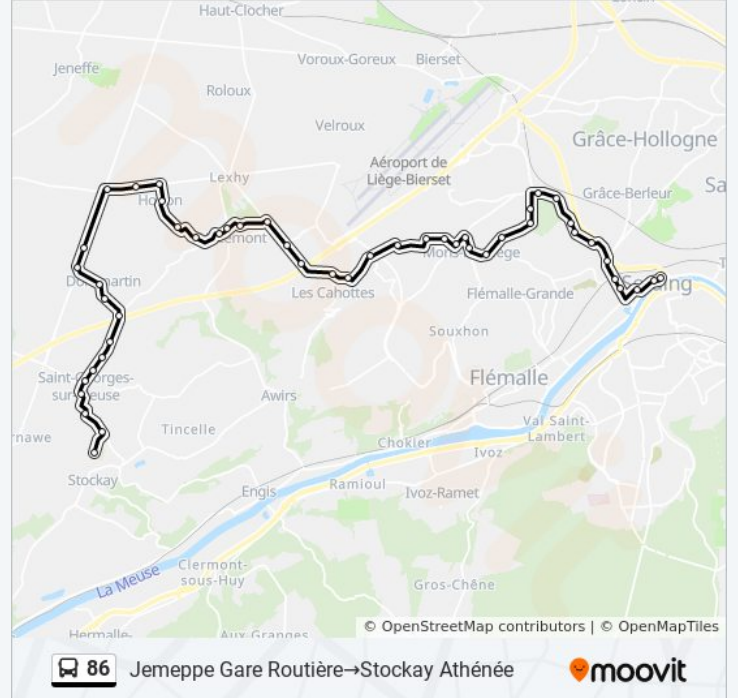 Haut-Clocher
Voroux-Goreux
Bierset
Jeneffe
Roloux
Velroux
Grâce-Hollogne
Aéroport de
Liège-Bierset
Lexhy
Grâce-Berleur
Les Cahottes
Flémalle-Grande
Souxhon
Flémalle
Awirs
Tincelle
Val Saint-
Lambert
Chokier
Ivoz
Stockay
Engis
Ramioul
Ivoz-Ramet
La Meuse
Clermont-
sous-Huy
Gros-Chêne
Hermalle-
Aux Granges
© OpenStreetMap contributors | © OpenMapTiles
86 Jemeppe Gare Routière→Stockay Athénée
moovit